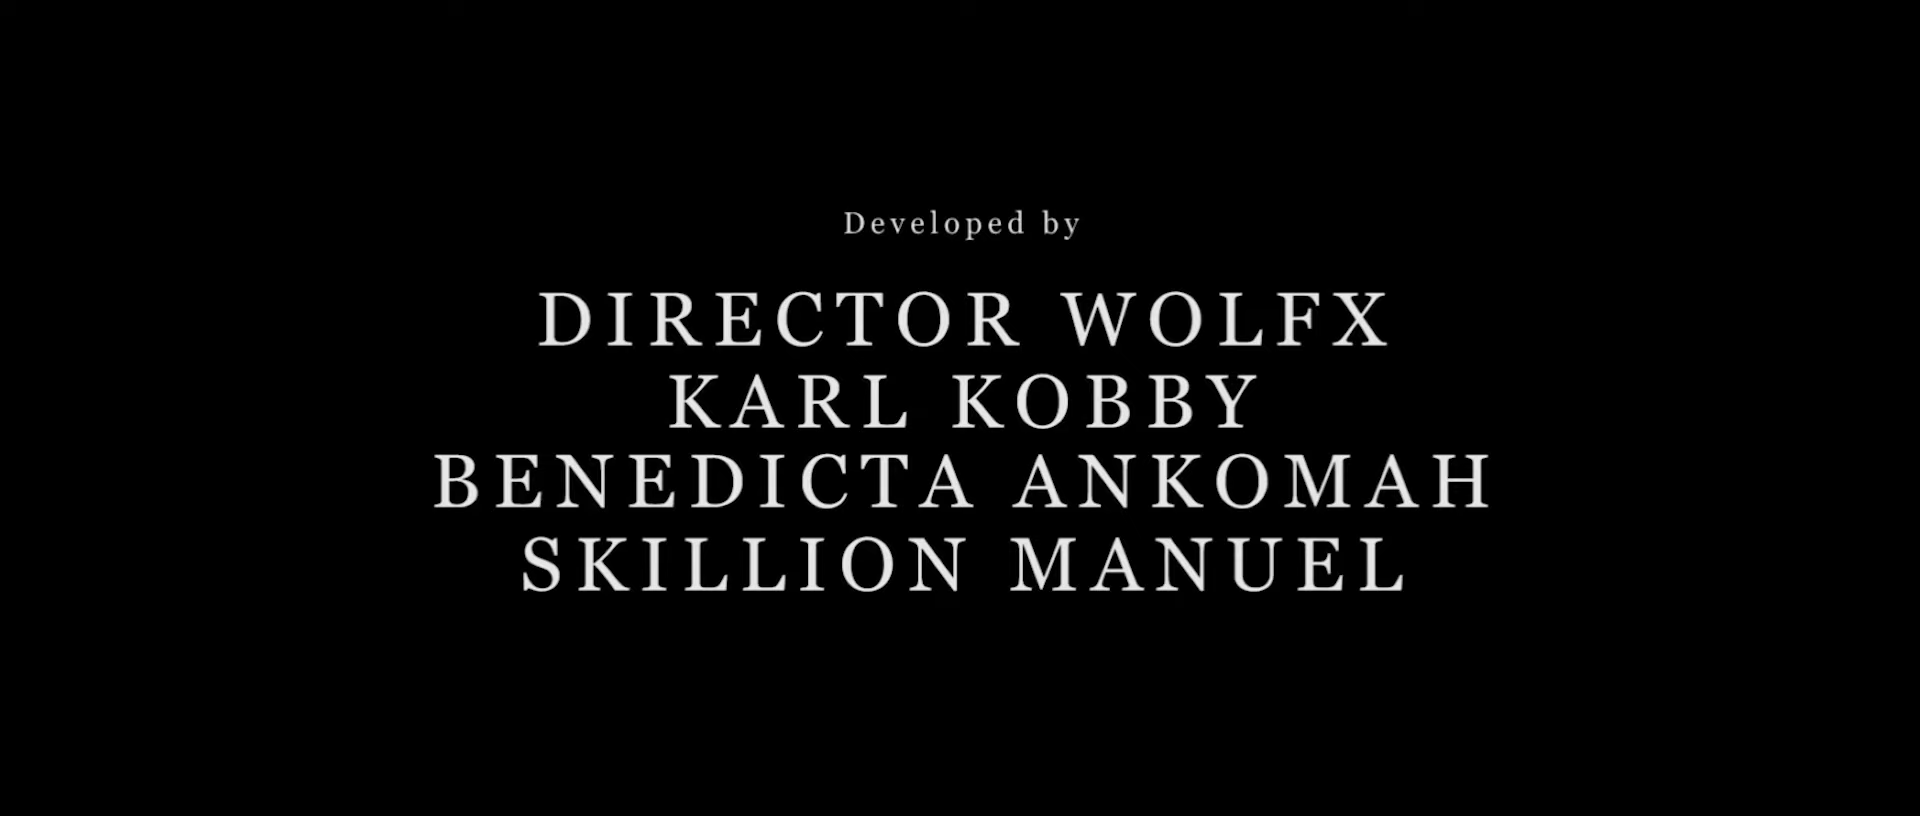 Developed by
DIRECTOR WOLFX
KARL KOBBY
BENEDICTA ANKOMAH
SKILLION MANUEL